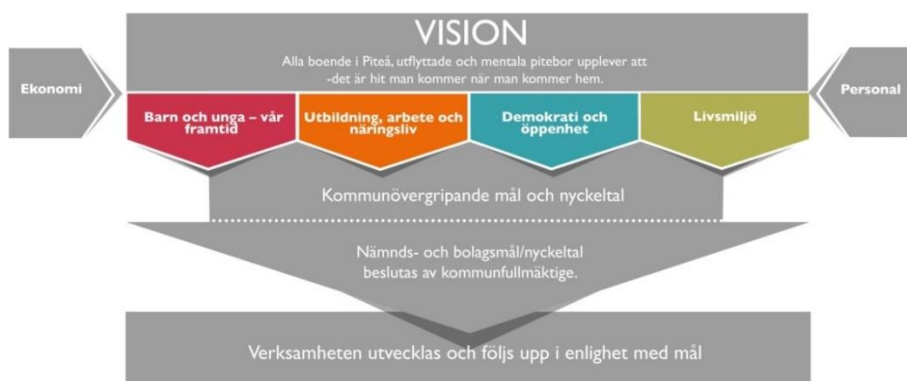 VISION
Alla boende i Piteå, utflyttade och mentala pitebor upplever att
-det är hit man kommer när man kommer hem.
Ekonomi
Personal
Barn och unga – vår
framtid
Utbildning, arbete och
näringsliv
Demokrati och
öppenhet
Livsmiljö
Kommunövergripande mål och nyckeltal
Nämnds- och bolagsmål/nyckeltal
beslutas av kommunfullmäktige.
Verksamheten utvecklas och följs upp i enlighet med mål